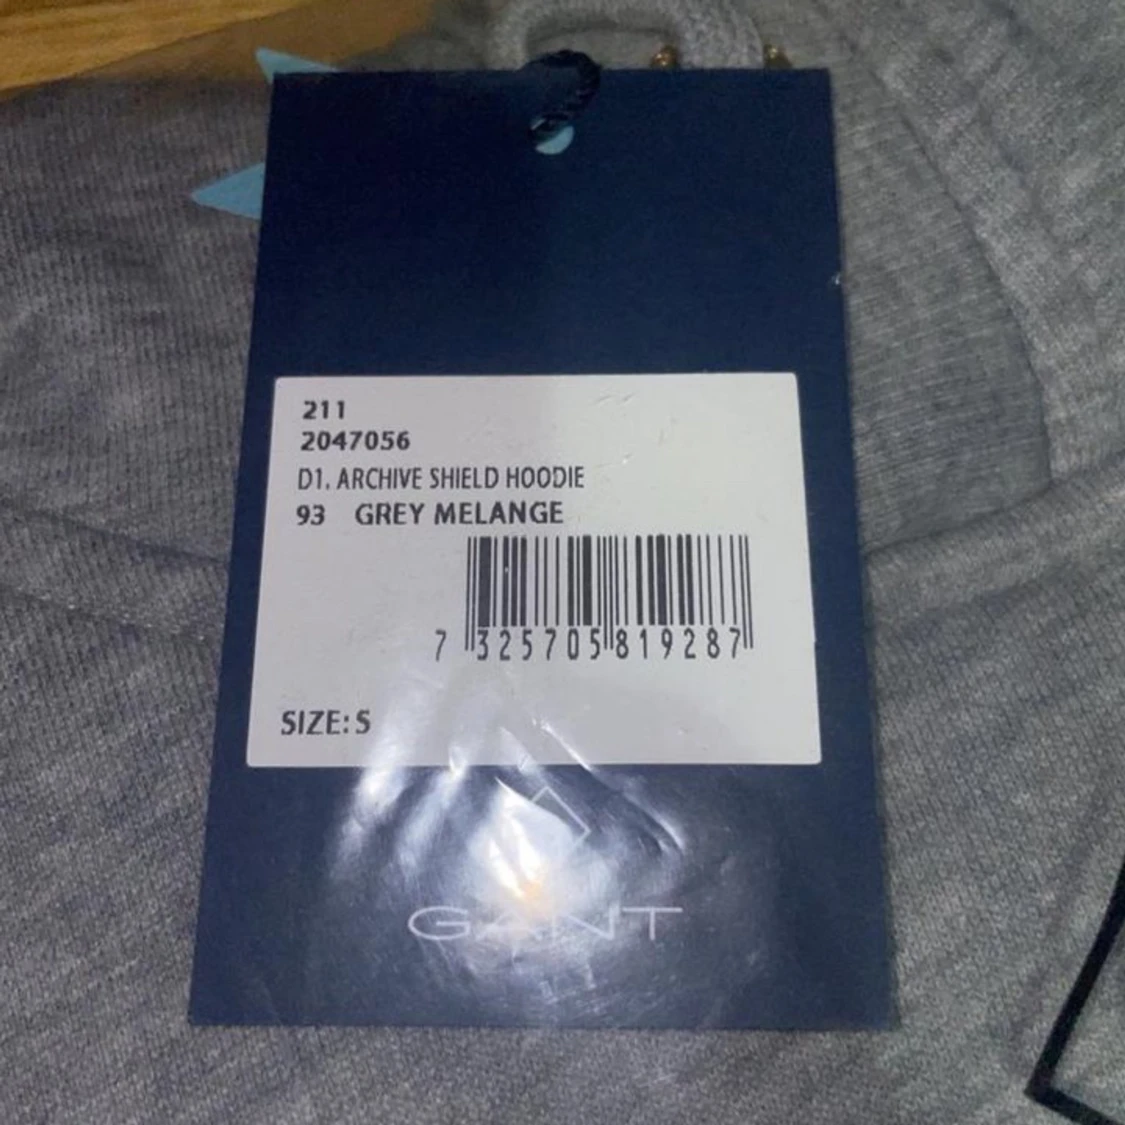 211
2047056
D1. ARCHIVE SHIELD HOODIE
93 GREY MELANGE
7 325705 819287
SIZE: S
GANT